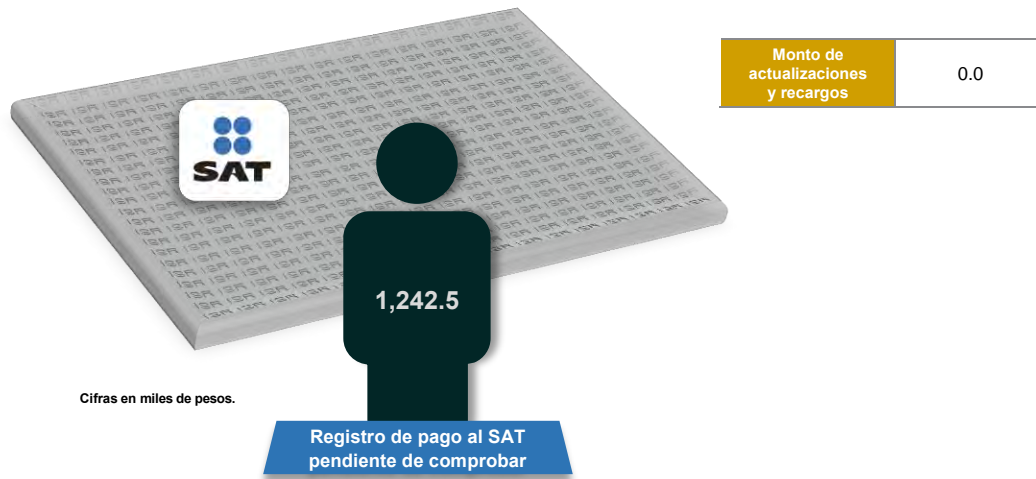 Monto de
actualizaciones
y recargos
0.0
SAT
1,242.5
Cifras en miles de pesos.
Registro de pago al SAT
pendiente de comprobar